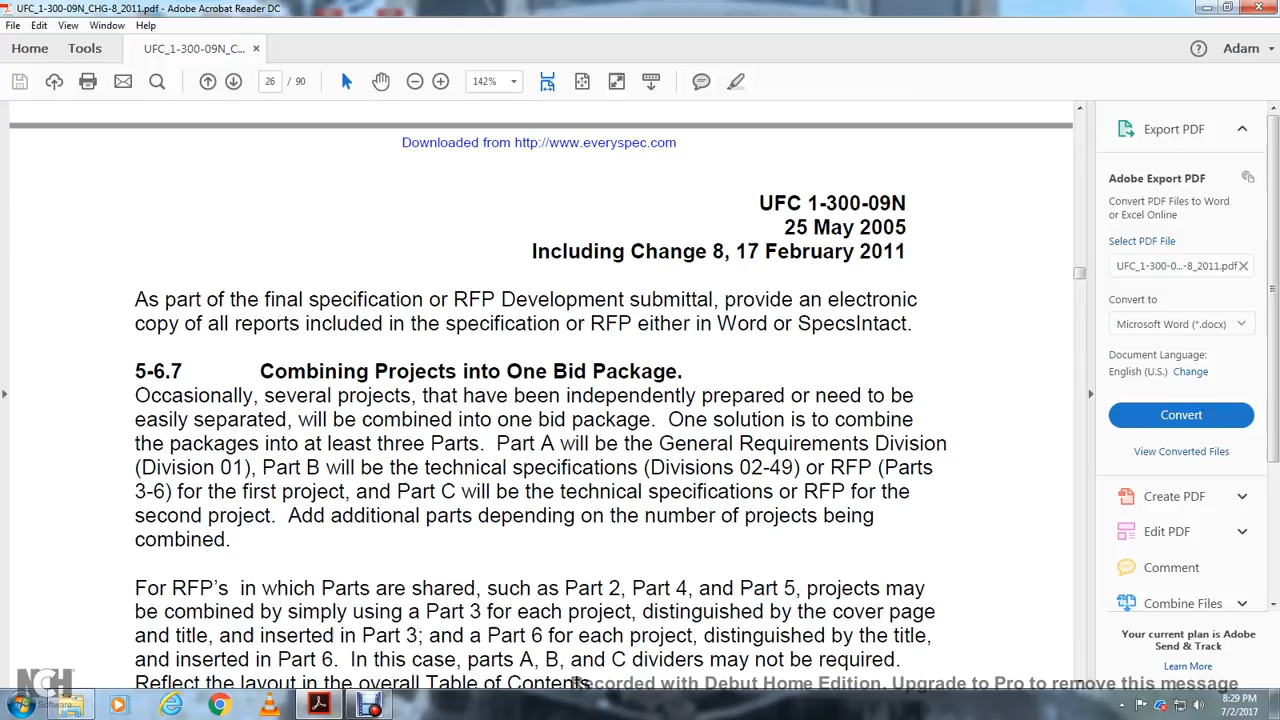 UFC_1-300-09N_CHG-8_2011.pdf - Adobe Acrobat Reader DC
File Edit View Window Help
Home Tools UFC_1-300-09N_C... × Adam
26 / 90 142%
Downloaded from http://www.everyspec.com
UFC 1-300-09N
25 May 2005
Including Change 8, 17 February 2011
As part of the final specification or RFP Development submittal, provide an electronic
copy of all reports included in the specification or RFP either in Word or SpecsIntact.
5-6.7 Combining Projects into One Bid Package.
Occasionally, several projects, that have been independently prepared or need to be
easily separated, will be combined into one bid package. One solution is to combine
the packages into at least three Parts. Part A will be the General Requirements Division
(Division 01), Part B will be the technical specifications (Divisions 02-49) or RFP (Parts
3-6) for the first project, and Part C will be the technical specifications or RFP for the
second project. Add additional parts depending on the number of projects being
combined.
For RFP's in which Parts are shared, such as Part 2, Part 4, and Part 5, projects may
be combined by simply using a Part 3 for each project, distinguished by the cover page
and title, and inserted in Part 3; and a Part 6 for each project, distinguished by the title,
and inserted in Part 6. In this case, parts A, B, and C dividers may not be required.
Reflect the layout in the overall Table of Contents.
Export PDF
Adobe Export PDF
Convert PDF Files to Word
or Excel Online
Select PDF File
UFC_1-300-0...-8_2011.pdf
Convert to
Microsoft Word (*.docx)
Document Language:
English (U.S.) Change
Convert
View Converted Files
Create PDF
Edit PDF
Comment
Combine Files
Your current plan is Adobe
Send & Track
Learn More
Recorded with Debut Home Edition. Upgrade to Pro to remove this message
NCH
Software
8:29 PM
7/2/2017